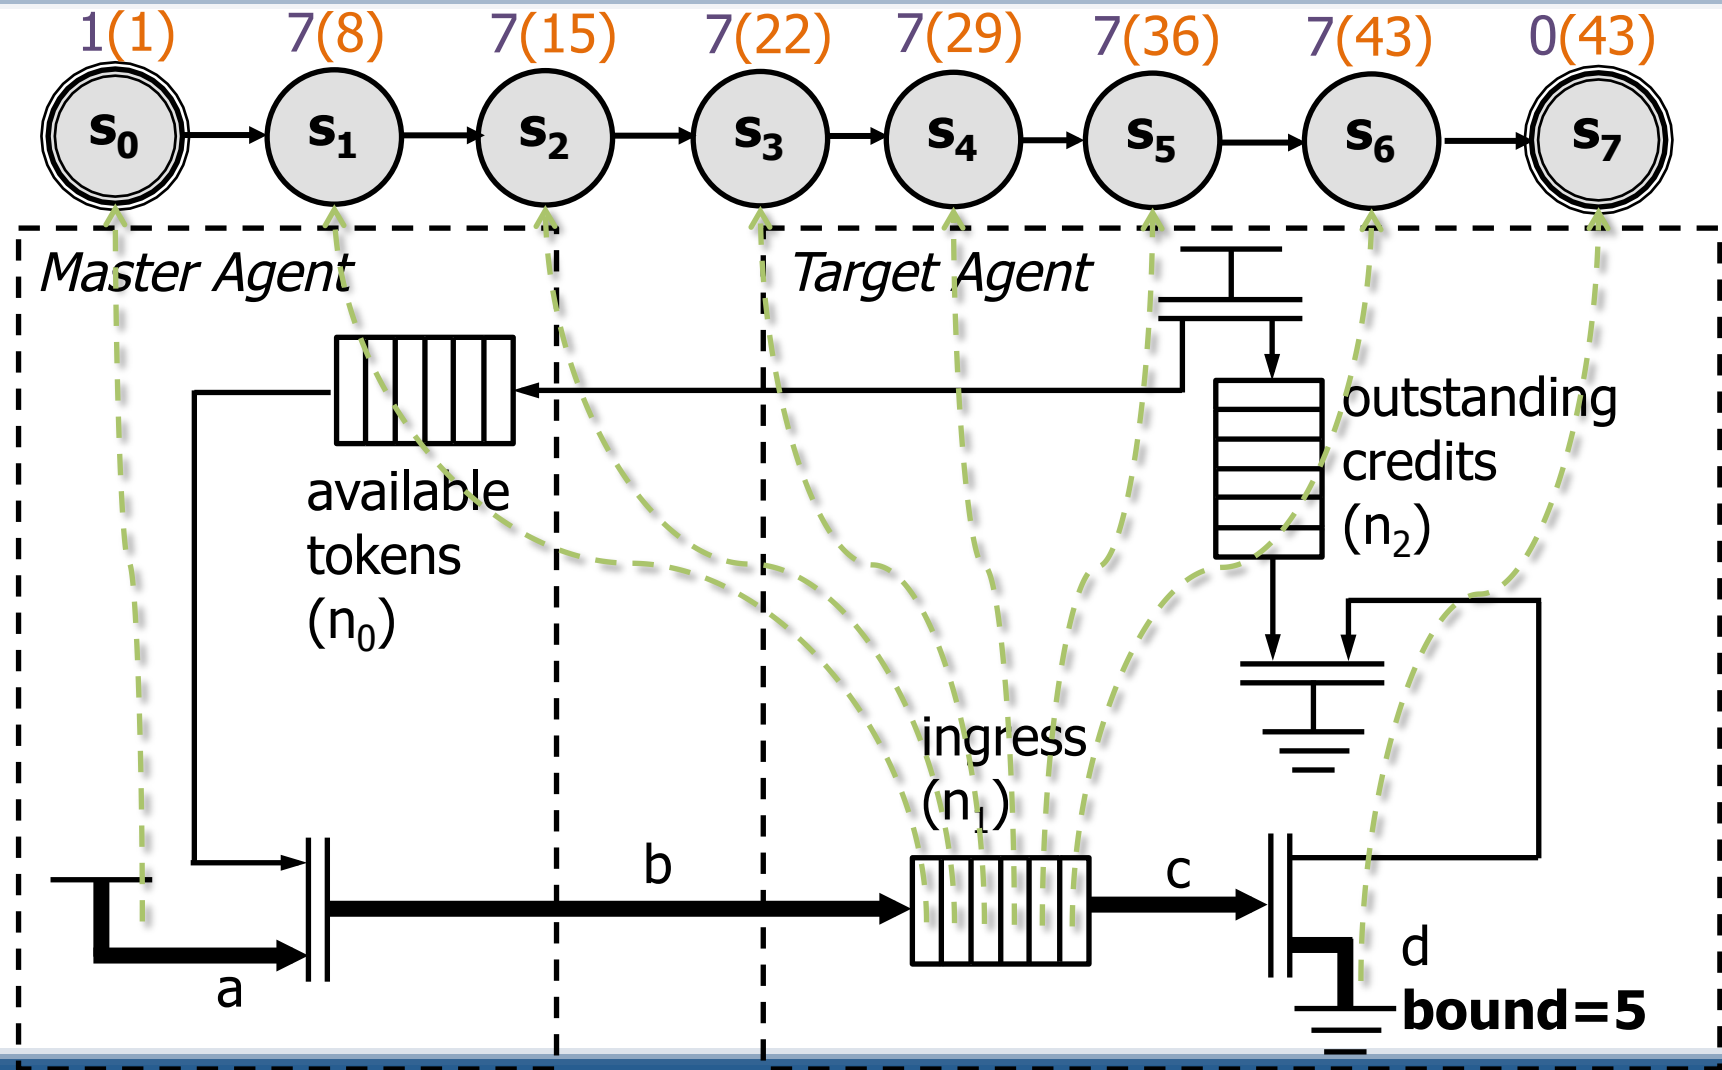 1(1) 7(8) 7(15) 7(22) 7(29) 7(36) 7(43) 0(43)
s₀ s₁ s₂ s₃ s₄ s₅ s₆ s₇
Master Agent
Target Agent
available
tokens
(n₀)
outstanding
credits
(n₂)
ingress
(n₁)
b
c
a
d
bound=5